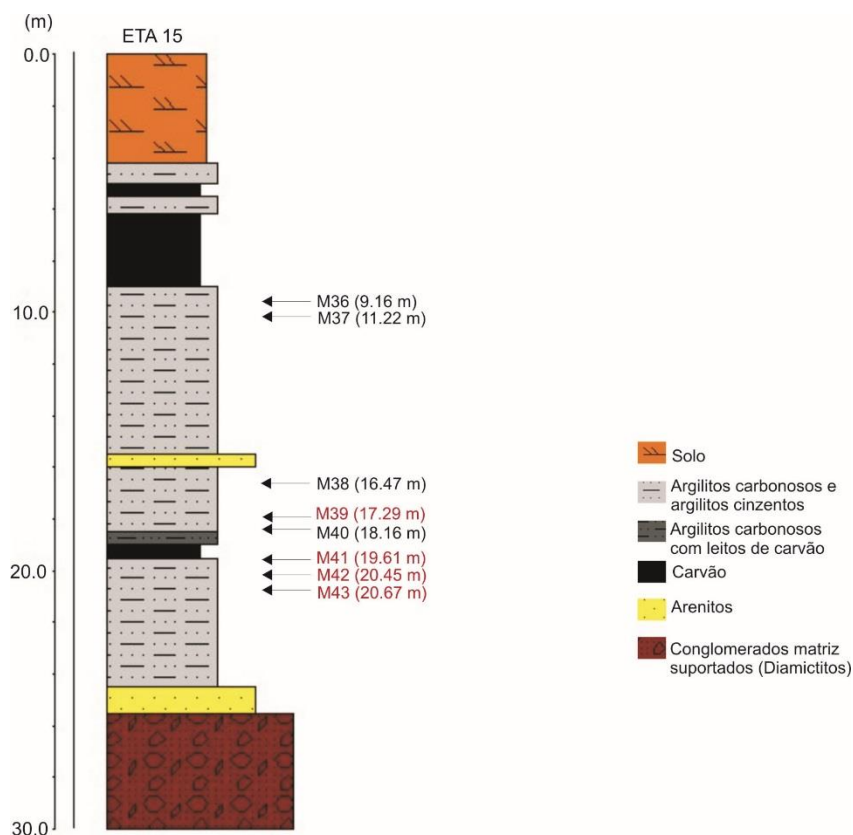 (m)
ETA 15
0.0
10.0
20.0
30.0
M36 (9.16 m)
M37 (11.22 m)
M38 (16.47 m)
M39 (17.29 m)
M40 (18.16 m)
M41 (19.61 m)
M42 (20.45 m)
M43 (20.67 m)
Solo
Argilitos carbonosos e
argilitos cinzentos
Argilitos carbonosos
com leitos de carvão
Carvão
Arenitos
Conglomerados matriz
suportados (Diamictitos)